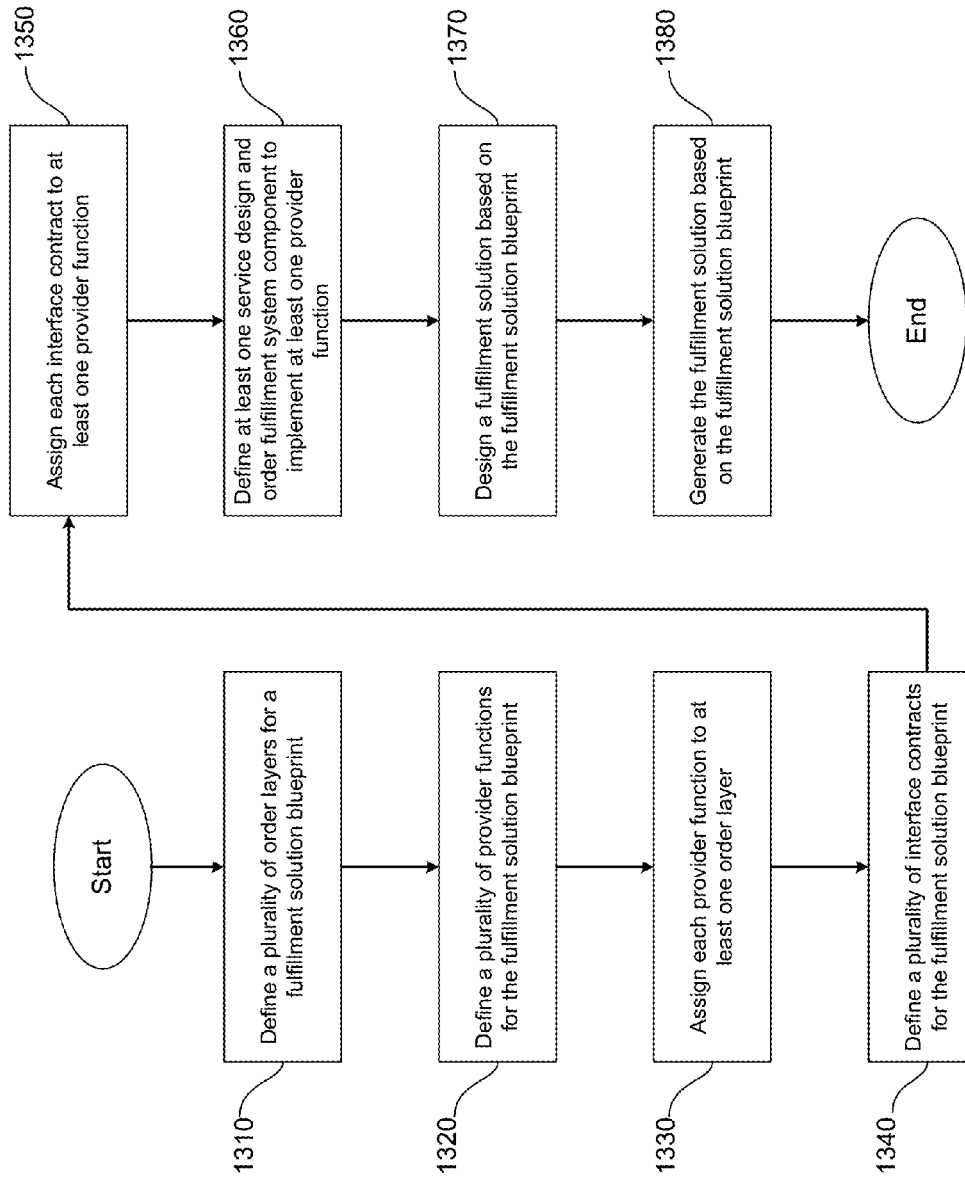 Start
1310
Define a plurality of order layers for a
fulfillment solution blueprint
1320
Define a plurality of provider functions
for the fulfillment solution blueprint
1330
Assign each provider function to at
least one order layer
1340
Define a plurality of interface contracts
for the fulfillment solution blueprint
1350
Assign each interface contract to at
least one provider function
1360
Define at least one service design and
order fulfillment system component to
implement at least one provider
function
1370
Design a fulfillment solution based on
the fulfillment solution blueprint
1380
Generate the fulfillment solution based
on the fulfillment solution blueprint
End